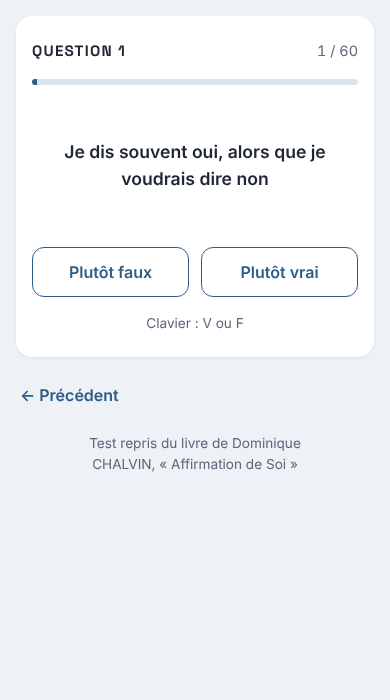 QUESTION 1
1 / 60
Je dis souvent oui, alors que je
voudrais dire non
Plutôt faux
Plutôt vrai
Clavier : V ou F
← Précédent
Test repris du livre de Dominique
CHALVIN, « Affirmation de Soi »